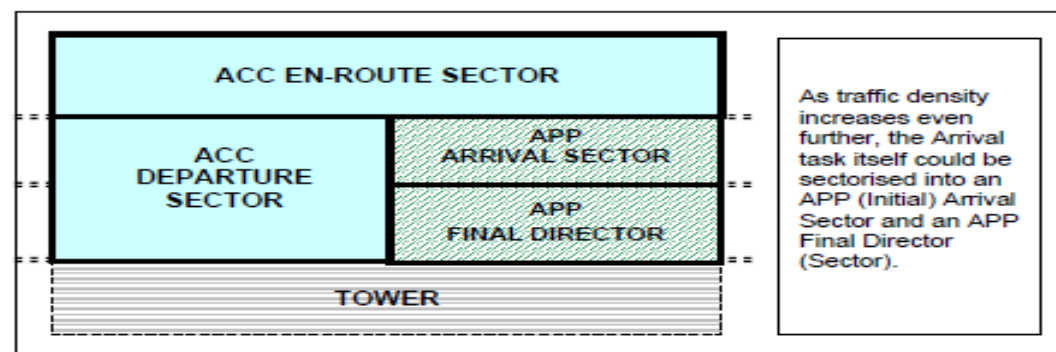 ACC EN-ROUTE SECTOR
ACC
DEPARTURE
SECTOR
APP
ARRIVAL SECTOR
APP
FINAL DIRECTOR
TOWER
As traffic density
increases even
further, the Arrival
task itself could be
sectorised into an
APP (Initial) Arrival
Sector and an APP
Final Director
(Sector).